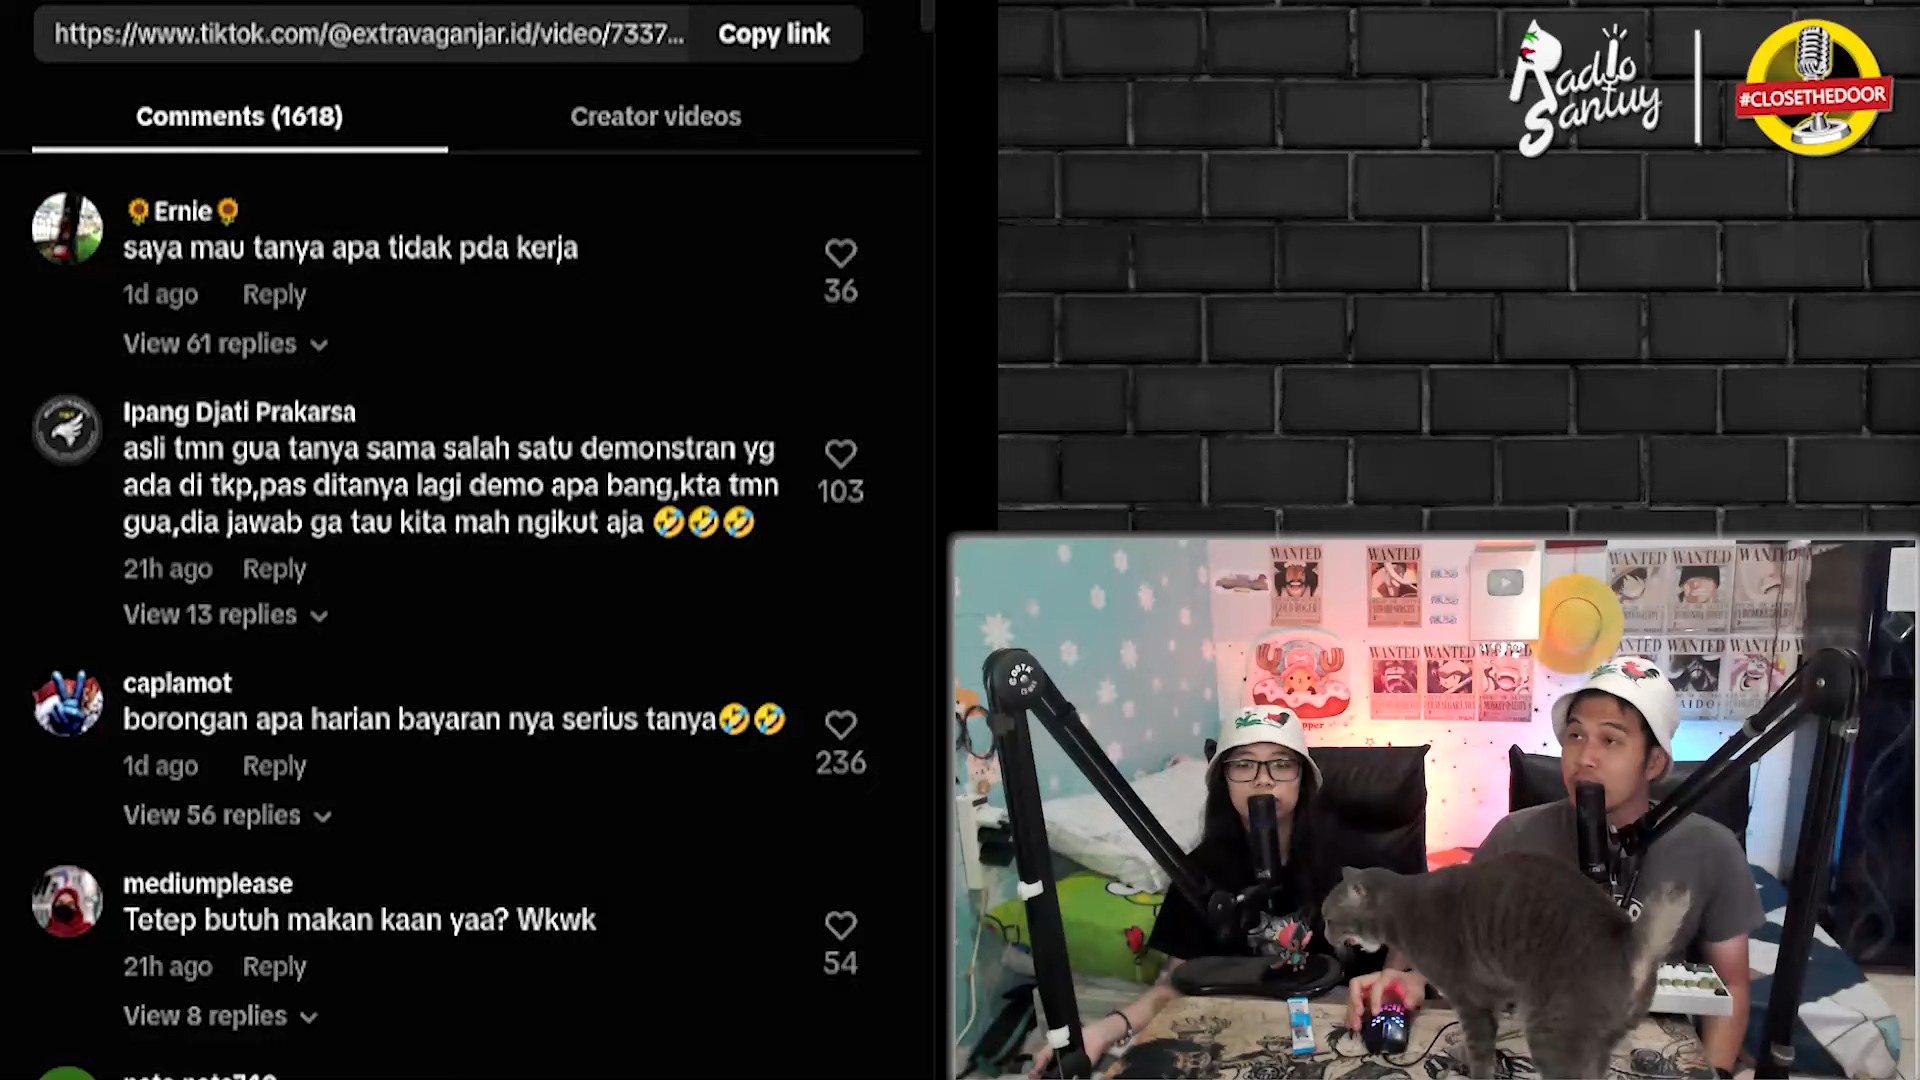 https://www.tiktok.com/@extravaganjar.id/video/7337...
Copy link
Comments (1618)
Creator videos
🌻Ernie🌻
saya mau tanya apa tidak pda kerja
36
1d ago Reply
View 61 replies
Ipang Djati Prakarsa
asli tmn gua tanya sama salah satu demonstran yg
ada di tkp,pas ditanya lagi demo apa bang,kta tmn
gua,dia jawab ga tau kita mah ngikut aja 🤣🤣🤣
103
21h ago Reply
View 13 replies
caplamot
borongan apa harian bayaran nya serius tanya🤣🤣
236
1d ago Reply
View 56 replies
mediumplease
Tetep butuh makan kaan yaa? Wkwk
54
21h ago Reply
View 8 replies
Radio
Santuy
#CLOSETHEDOOR
WANTED
WANTED
WANTED WANTED WANTED
WANTED WANTED
WANTED WANTED